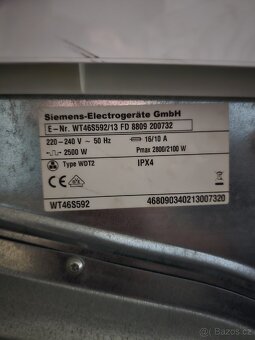 Siemens-Electrogeräte GmbH
E-Nr. WT46S592/13 FD 8809 200732
220-240 V ~ 50 Hz 16/10 A
2500 W Pmax 2800/2100 W
Type WDT2 IPX4
WT46S592 468090340213007320
sbazos.cz